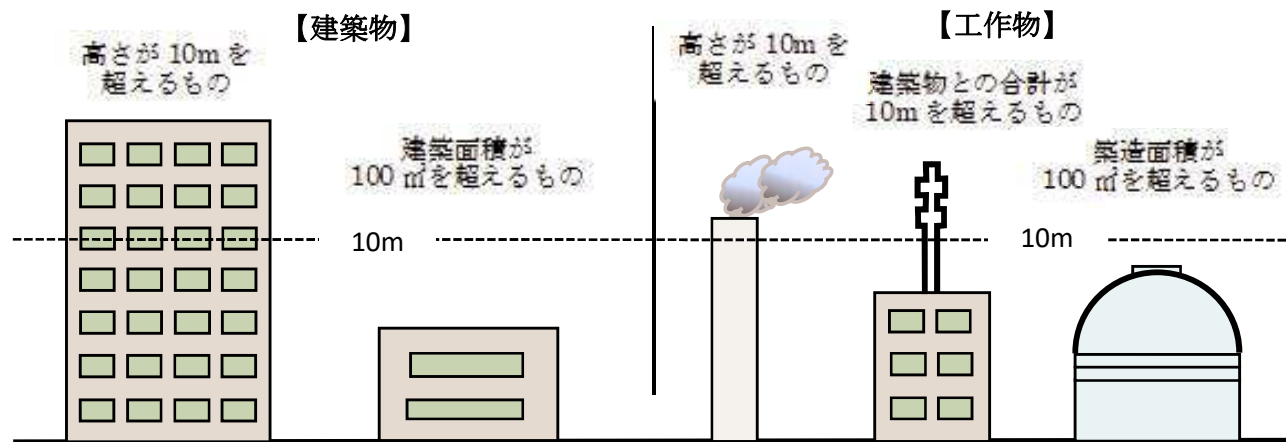 【建築物】
高さが 10m を
超えるもの
建築面積が
100 ㎡を超えるもの
10m
【工作物】
高さが 10m を
超えるもの
建築物との合計が
10m を超えるもの
築造面積が
100 ㎡を超えるもの
10m